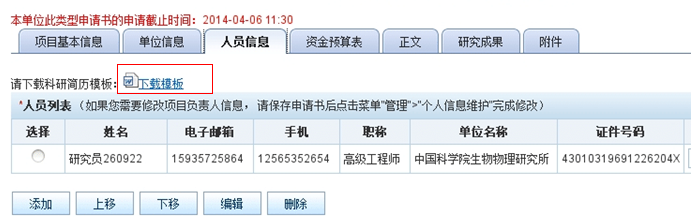 本单位此类型申请书的申请截止时间：2014-04-06 11:30
项目基本信息 单位信息 人员信息 资金预算表 正文 研究成果 附件
请下载科研简历模板：下载模板
*人员列表（如果您需要修改项目负责人信息，请保存申请书后点击菜单"管理">"个人信息维护"完成修改）
选择 姓名 电子邮箱 手机 职称 单位名称 证件号码
研究员260922 15935725864 12565352654 高级工程师 中国科学院生物物理研究所 43010319691226204X
添加 上移 下移 编辑 删除